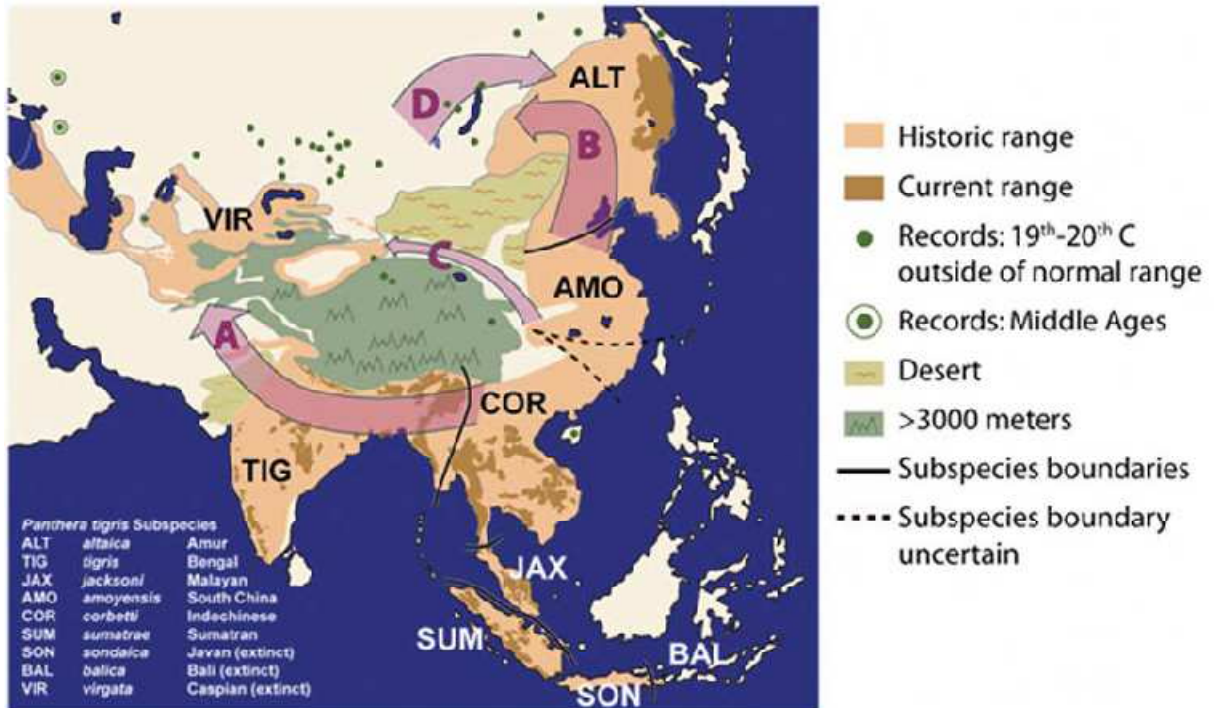 ALT
D
B
VIR
C
AMO
A
COR
TIG
JAX
SUM
BAL
SON
Panthera tigris Subspecies
ALT altaica Amur
TIG tigris Bengal
JAX jacksoni Malayan
AMO amoyensis South China
COR corbetti Indochinese
SUM sumatrae Sumatran
SON sondaica Javan (extinct)
BAL balica Bali (extinct)
VIR virgata Caspian (extinct)
Historic range
Current range
Records: 19th-20th C
outside of normal range
Records: Middle Ages
Desert
>3000 meters
Subspecies boundaries
Subspecies boundary
uncertain